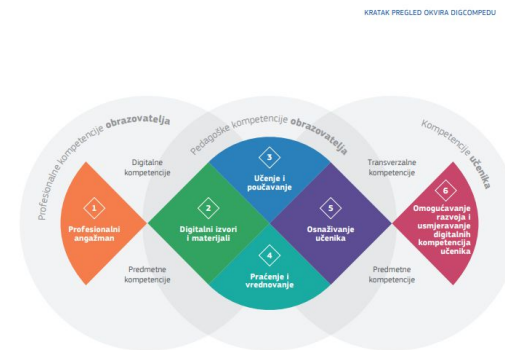 KRATAK PREGLED OKVIRA DIGCOMPEDU
Profesionalne kompetencije obrazovatelja
Pedagoške kompetencije obrazovatelja
Kompetencije učenika
Digitalne
kompetencije
Transverzalne
kompetencije
1
Profesionalni
angažman
2
Digitalni izvori
i materijali
3
Učenje i
poučavanje
4
Praćenje i
vrednovanje
5
Osnaživanje
učenika
6
Omogućavanje
razvoja i
usmjeravanje
digitalnih
kompetencija
učenika
Predmetne
kompetencije
Predmetne
kompetencije